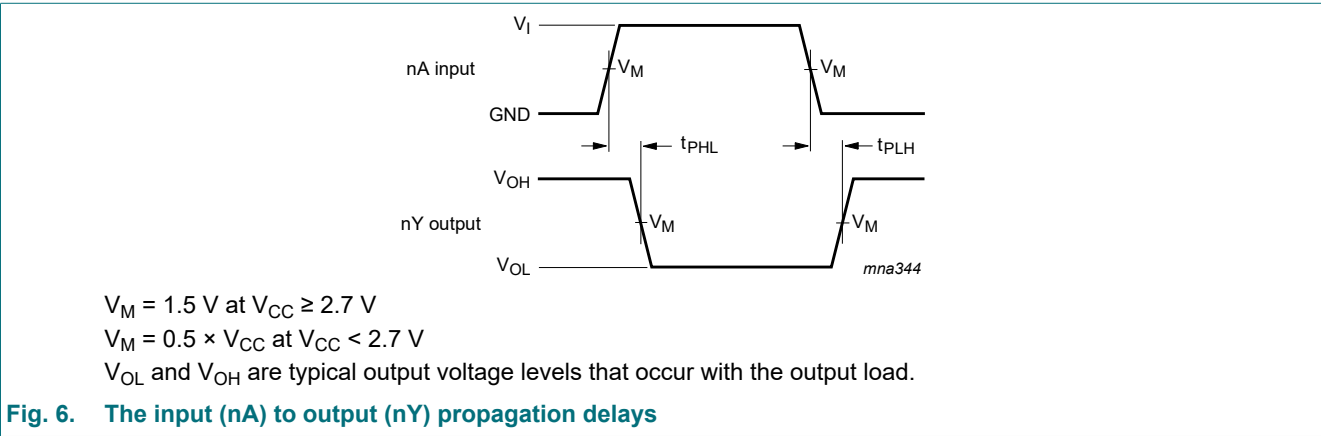 V_I
nA input
V_M
V_M
GND
t_PHL
t_PLH
V_OH
nY output
V_M
V_M
V_OL
mna344
V_M = 1.5 V at V_CC ≥ 2.7 V
V_M = 0.5 × V_CC at V_CC < 2.7 V
V_OL and V_OH are typical output voltage levels that occur with the output load.
Fig. 6. The input (nA) to output (nY) propagation delays